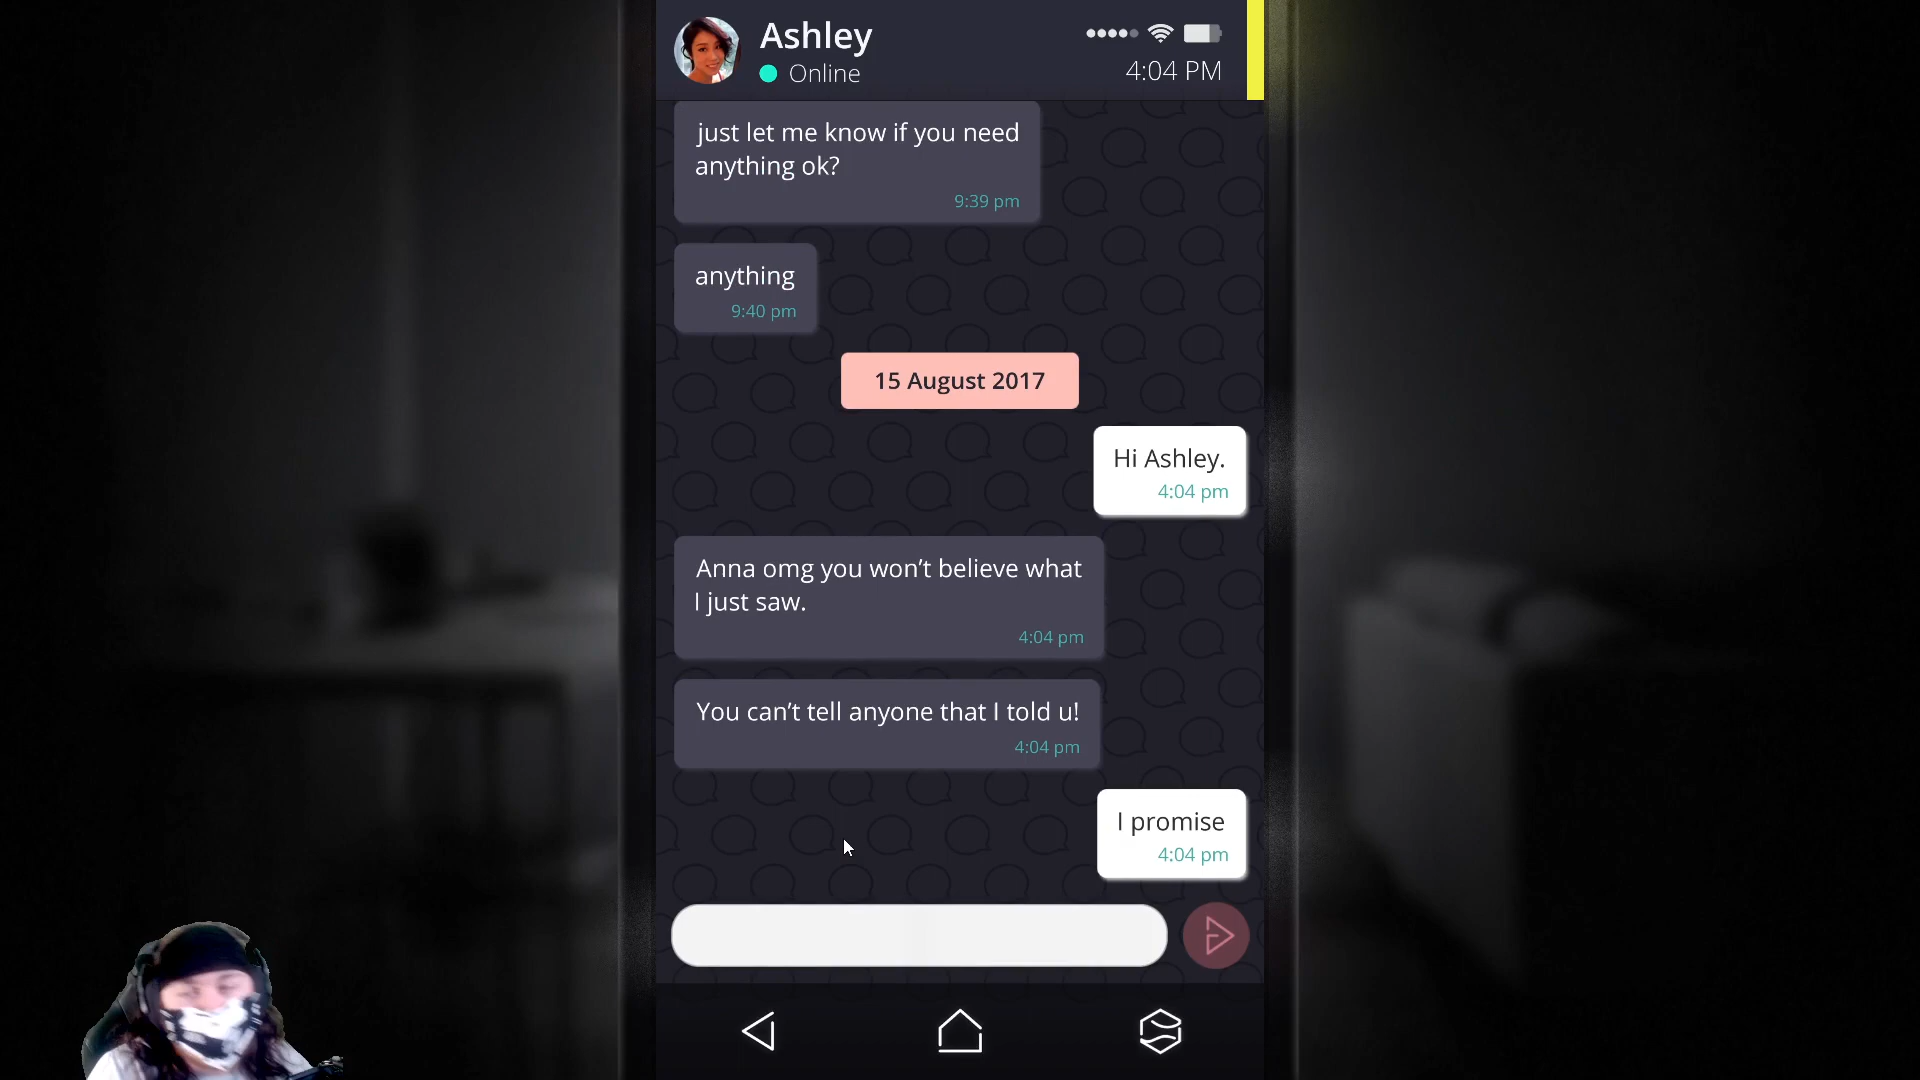 Ashley
Online
4:04 PM
just let me know if you need
anything ok?
9:39 pm
anything
9:40 pm
15 August 2017
Hi Ashley.
4:04 pm
Anna omg you won’t believe what
I just saw.
4:04 pm
You can’t tell anyone that I told u!
4:04 pm
I promise
4:04 pm